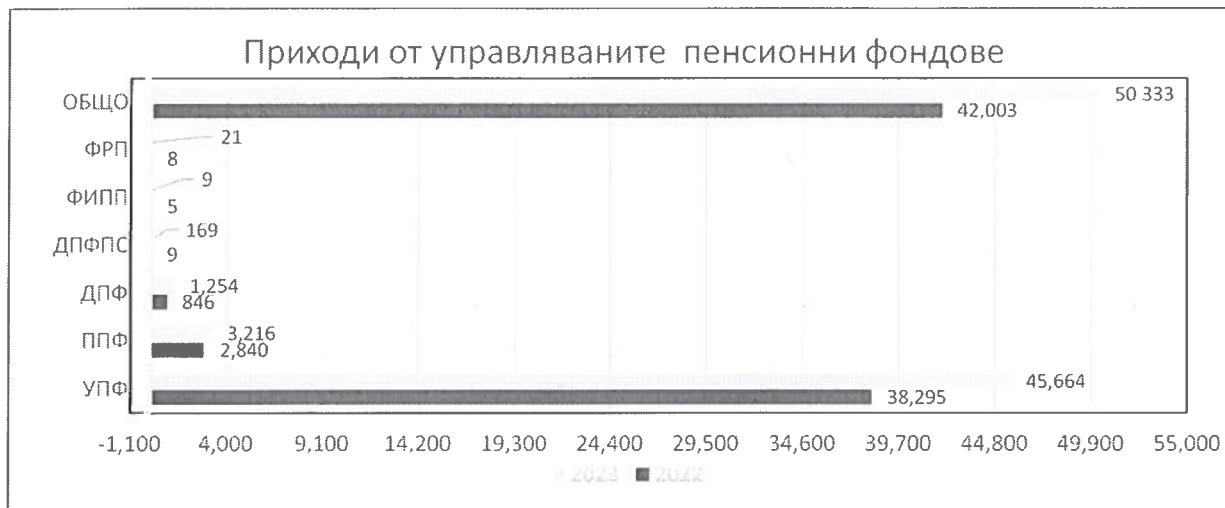 Приходи от управляваните пенсионни фондове
ОБЩО
50 333
42,003
ФРП
21
8
ФИПП
9
5
ДПФПС
169
9
ДПФ
1,254
846
ППФ
3,216
2,840
УПФ
45,664
38,295
-1,100 4,000 9,100 14,200 19,300 24,400 29,500 34,600 39,700 44,800 49,900 55,000
2023 2022